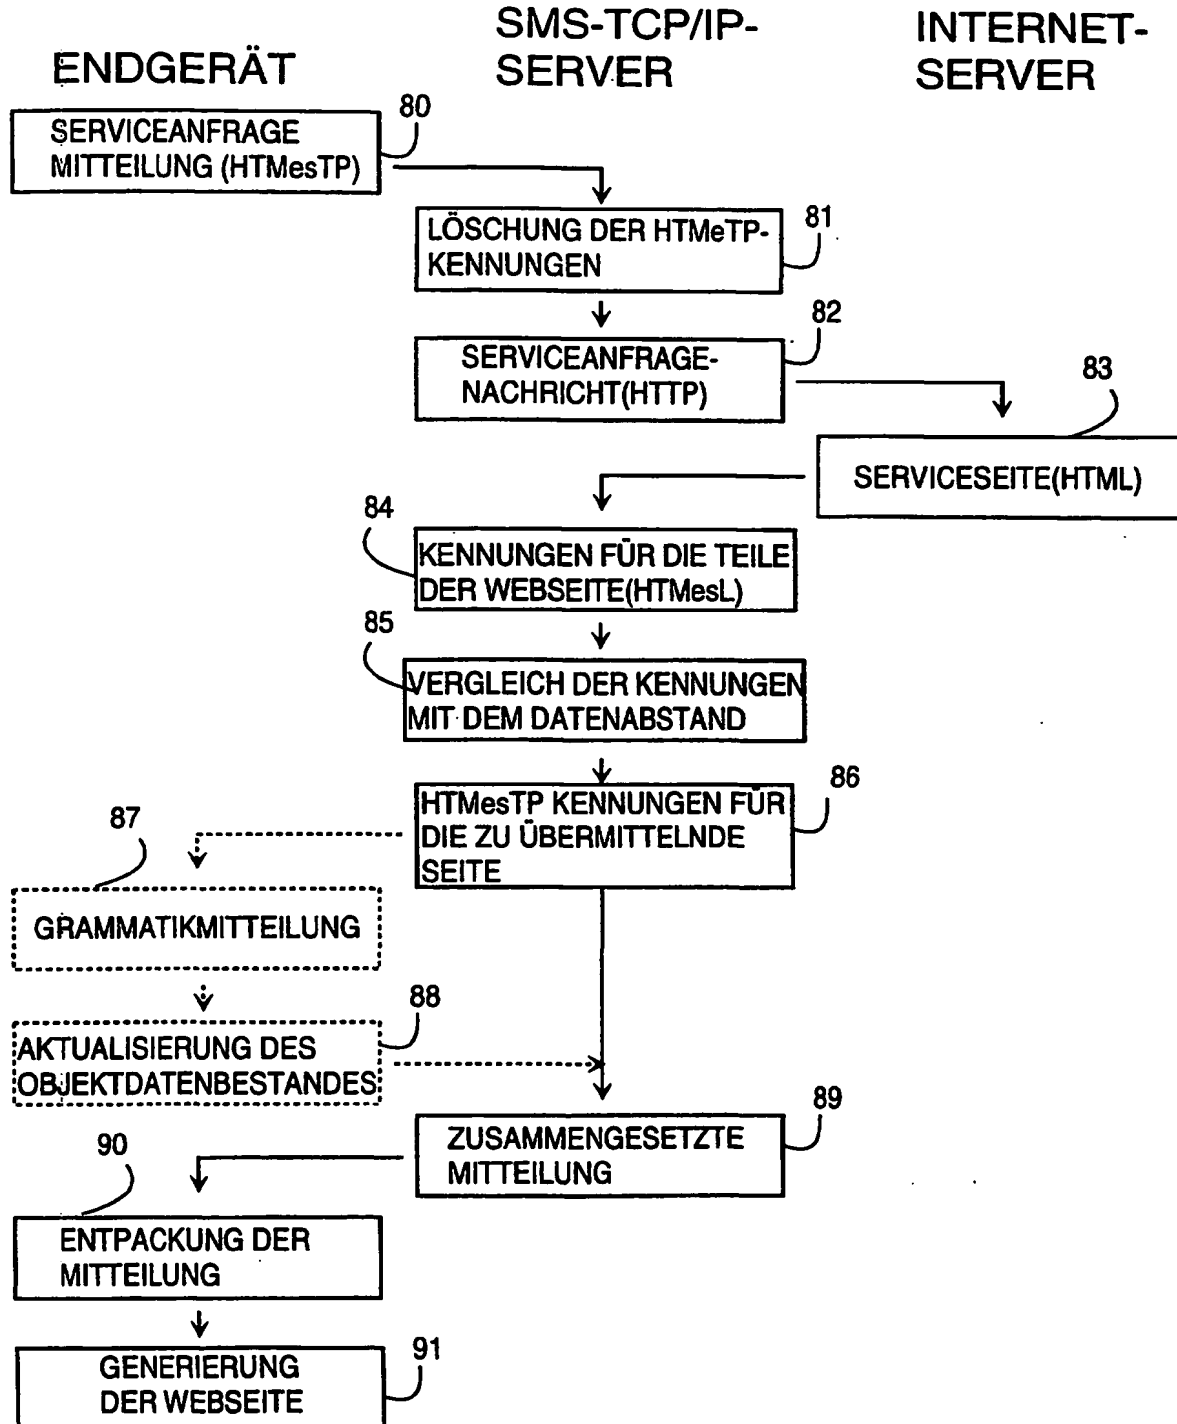 ENDGERÄT
SMS-TCP/IP-
SERVER
INTERNET-
SERVER
80
SERVICEANFRAGE
MITTEILUNG (HTMesTP)
81
LÖSCHUNG DER HTMeTP-
KENNUNGEN
82
SERVICEANFRAGE-
NACHRICHT(HTTP)
83
SERVICESEITE(HTML)
84
KENNUNGEN FÜR DIE TEILE
DER WEBSEITE(HTMesL)
85
VERGLEICH DER KENNUNGEN
MIT DEM DATENABSTAND
86
HTMesTP KENNUNGEN FÜR
DIE ZU ÜBERMITTELNDE
SEITE
87
GRAMMATIKMITTEILUNG
88
AKTUALISIERUNG DES
OBJEKTDATENBESTANDES
89
ZUSAMMENGESETZTE
MITTEILUNG
90
ENTPACKUNG DER
MITTEILUNG
91
GENERIERUNG
DER WEBSEITE